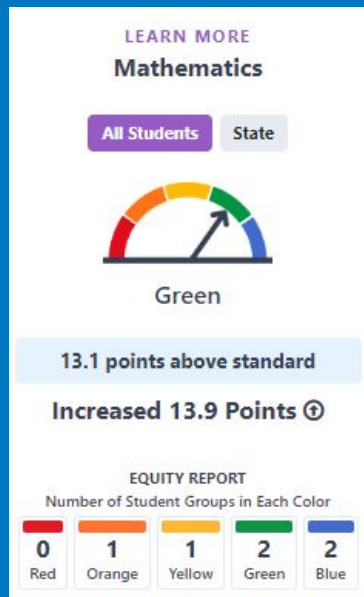 LEARN MORE
Mathematics
All Students State
Green
13.1 points above standard
Increased 13.9 Points
EQUITY REPORT
Number of Student Groups in Each Color
0 1 1 2 2
Red Orange Yellow Green Blue